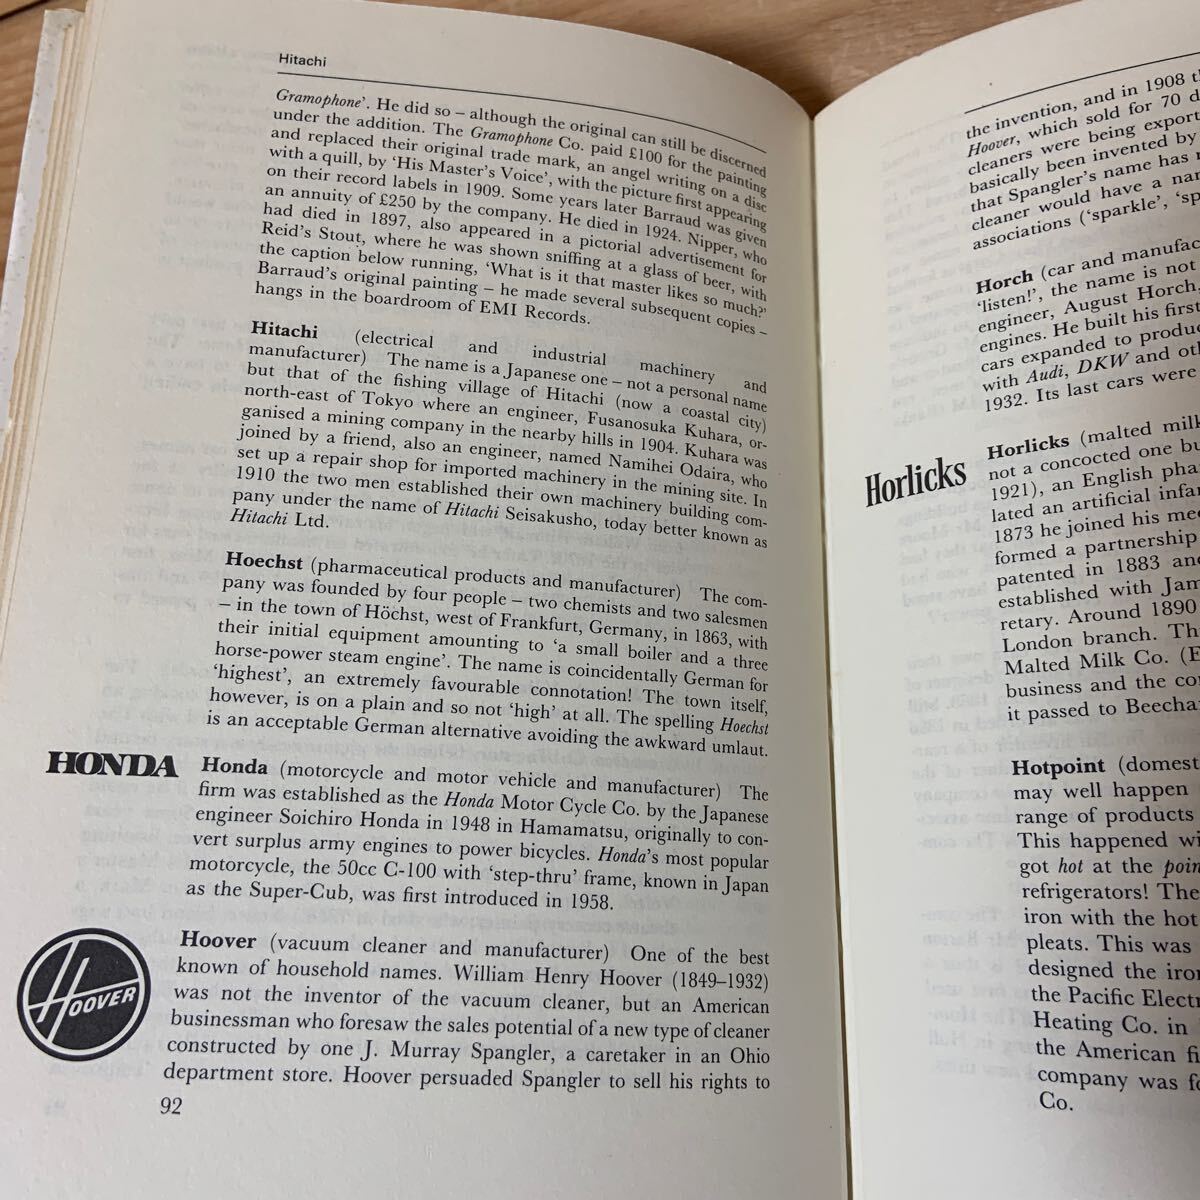 Hitachi
Gramophone'. He did so – although the original can still be discerned
under the addition. The Gramophone Co. paid £100 for the painting
and replaced their original trade mark, an angel writing on a disc
with a quill, by 'His Master's Voice', with the picture first appearing
on their record labels in 1909. Some years later Barraud was given
an annuity of £250 by the company. He died in 1924. Nipper, who
had died in 1897, also appeared in a pictorial advertisement for
Reid's Stout, where he was shown sniffing at a glass of beer, with
the caption below running, 'What is it that master likes so much?'
Barraud's original painting – he made several subsequent copies –
hangs in the boardroom of EMI Records.
Hitachi (electrical and industrial machinery and
manufacturer) The name is a Japanese one – not a personal name
but that of the fishing village of Hitachi (now a coastal city)
north-east of Tokyo where an engineer, Fusanosuka Kuhara, or-
ganised a mining company in the nearby hills in 1904. Kuhara was
joined by a friend, also an engineer, named Namihei Odaira, who
set up a repair shop for imported machinery in the mining site. In
1910 the two men established their own machinery building com-
pany under the name of Hitachi Seisakusho, today better known as
Hitachi Ltd.
Hoechst (pharmaceutical products and manufacturer) The com-
pany was founded by four people – two chemists and two salesmen
– in the town of Höchst, west of Frankfurt, Germany, in 1863, with
their initial equipment amounting to 'a small boiler and a three
horse-power steam engine'. The name is coincidentally German for
'highest', an extremely favourable connotation! The town itself,
however, is on a plain and so not 'high' at all. The spelling Hoechst
is an acceptable German alternative avoiding the awkward umlaut.
HONDA
Honda (motorcycle and motor vehicle and manufacturer) The
firm was established as the Honda Motor Cycle Co. by the Japanese
engineer Soichiro Honda in 1948 in Hamamatsu, originally to con-
vert surplus army engines to power bicycles. Honda's most popular
motorcycle, the 50cc C-100 with 'step-thru' frame, known in Japan
as the Super-Cub, was first introduced in 1958.
HOOVER
Hoover (vacuum cleaner and manufacturer) One of the best
known of household names. William Henry Hoover (1849–1932)
was not the inventor of the vacuum cleaner, but an American
businessman who foresaw the sales potential of a new type of cleaner
constructed by one J. Murray Spangler, a caretaker in an Ohio
department store. Hoover persuaded Spangler to sell his rights to
92
the invention, and in 1908
Hoover, which sold for 70
cleaners were being
basically been invented by
that Spangler's name has
cleaner would have a
associations ('sparkle',
Horch (car and
'listen!', the name is not
engineer, August Horch,
engines. He built his first
cars expanded to
with Audi, DKW and
1932. Its last cars were
Horlicks
Horlicks (malted
not a concocted one
1921), an English
lated an artificial
1873 he joined his
formed a partnership
patented in 1883
established with
retary. Around 1890
London branch.
Malted Milk Co.
business and the
it passed to
Hotpoint
may well happen
range of products
This happened
got hot at the
refrigerators! The
iron with the hot
pleats. This was
designed the
the Pacific
Heating Co. in
the American
company was
Co.